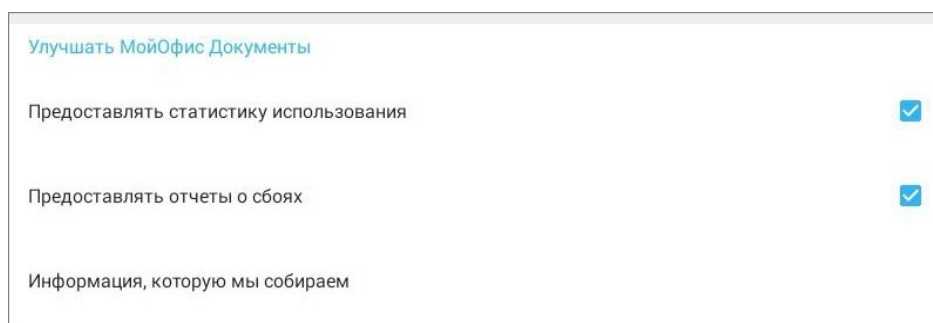 Улучшать МойОфис Документы
Предоставлять статистику использования
Предоставлять отчеты о сбоях
Информация, которую мы собираем